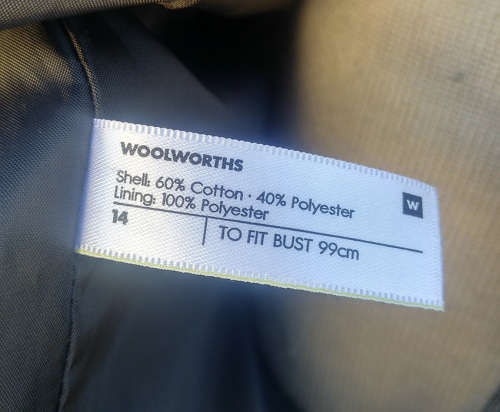 WOOLWORTHS
Shell: 60% Cotton · 40% Polyester
Lining: 100% Polyester
W
14
TO FIT BUST 99cm